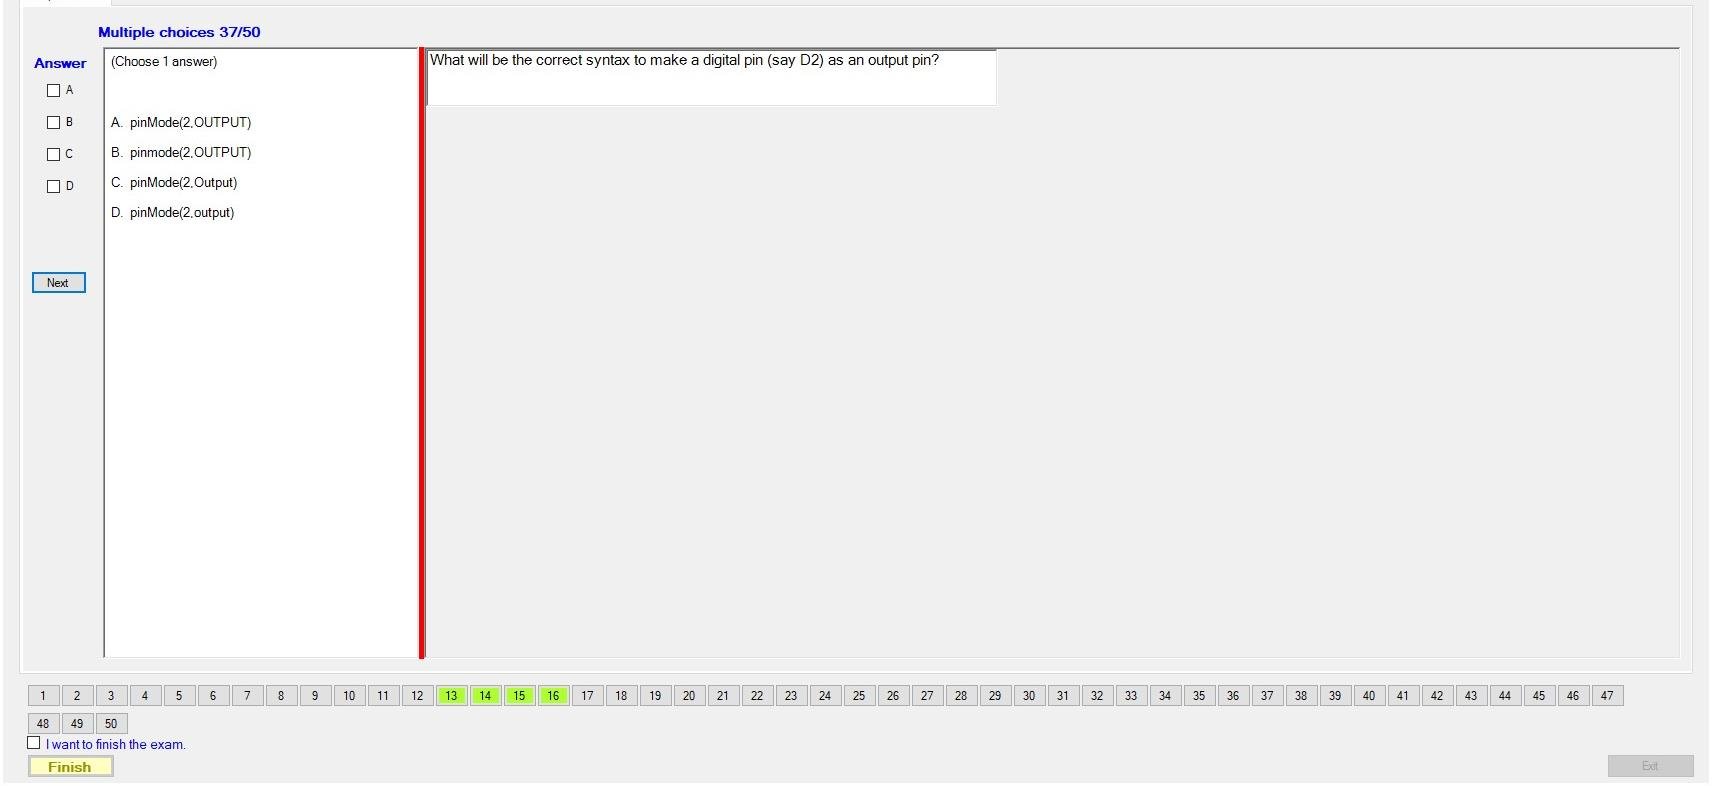 Multiple choices 37/50
Answer
(Choose 1 answer)
What will be the correct syntax to make a digital pin (say D2) as an output pin?
A
B
C
D
A. pinMode(2,OUTPUT)
B. pinmode(2,OUTPUT)
C. pinMode(2,Output)
D. pinMode(2,output)
Next
1 2 3 4 5 6 7 8 9 10 11 12 13 14 15 16 17 18 19 20 21 22 23 24 25 26 27 28 29 30 31 32 33 34 35 36 37 38 39 40 41 42 43 44 45 46 47
48 49 50
I want to finish the exam.
Finish
Exit